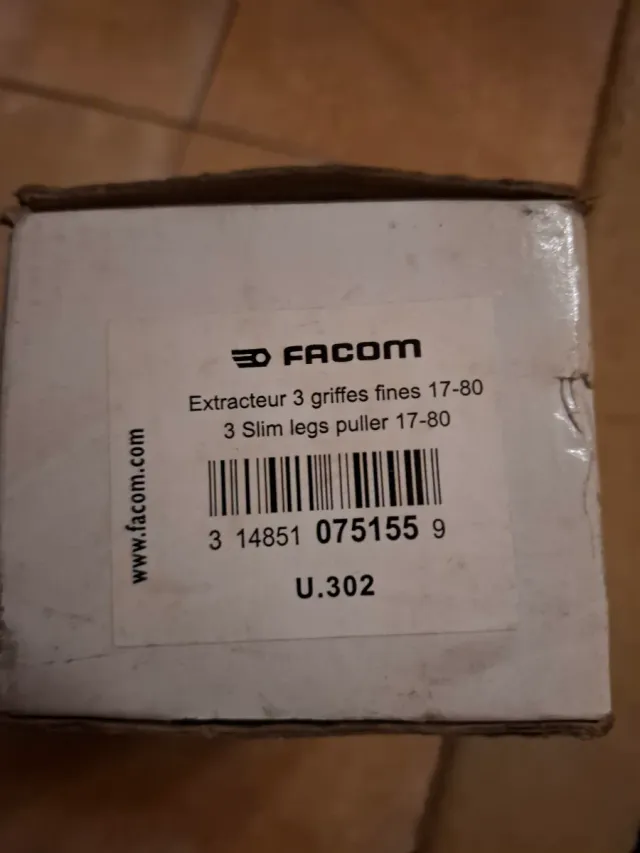 FACOM
Extracteur 3 griffes fines 17-80
3 Slim legs puller 17-80
www.facom.com
3 14851 075155 9
U.302